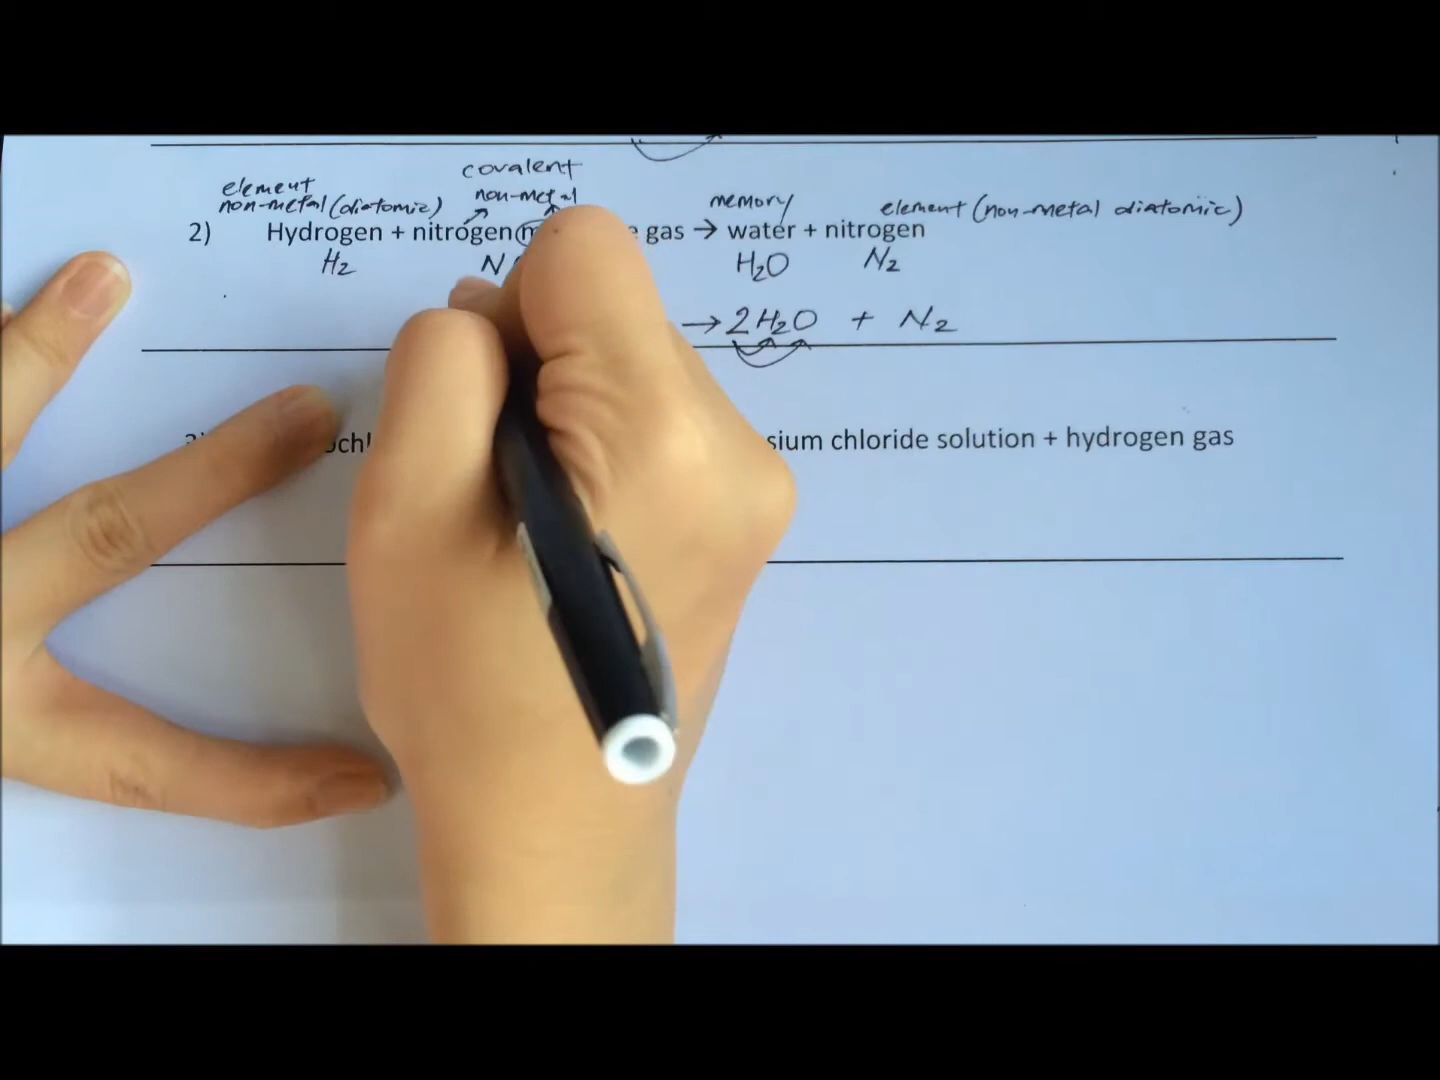 covalent
element
non-metal (diatomic)
non-metal
memory
element (non-metal diatomic)
2) Hydrogen + nitrogen gas → water + nitrogen
H₂ N H₂O N₂
→ 2H₂O + N₂
chloride solution + hydrogen gas